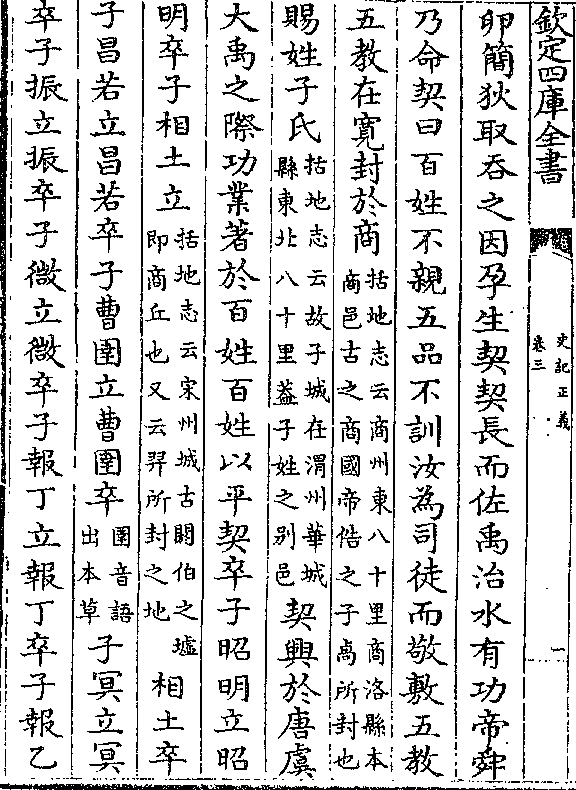 欽定四庫全書
史記正義
卷三
一
卵簡狄取吞之因孕生契契長而佐禹治水有功帝舜
乃命契曰百姓不親五品不訓汝為司徒而敬敷五教
五教在寛封於商
括地志云商州東八十里商洛縣本
商邑古之商國帝俈之子卨所封也
賜姓子氏
括地志云故子城在渭州華城
縣東北八十里葢子姓之别邑
契興於唐虞
大禹之際功業著於百姓百姓以平契卒子昭明立昭
明卒子相土立
括地志云宋州城古閼伯之墟
即商丘也又云羿所封之地
相土卒
子昌若立昌若卒子曹圉立曹圉卒
圉音語
出本草
子冥立冥
卒子振立振卒子微立微卒子報丁立報丁卒子報乙